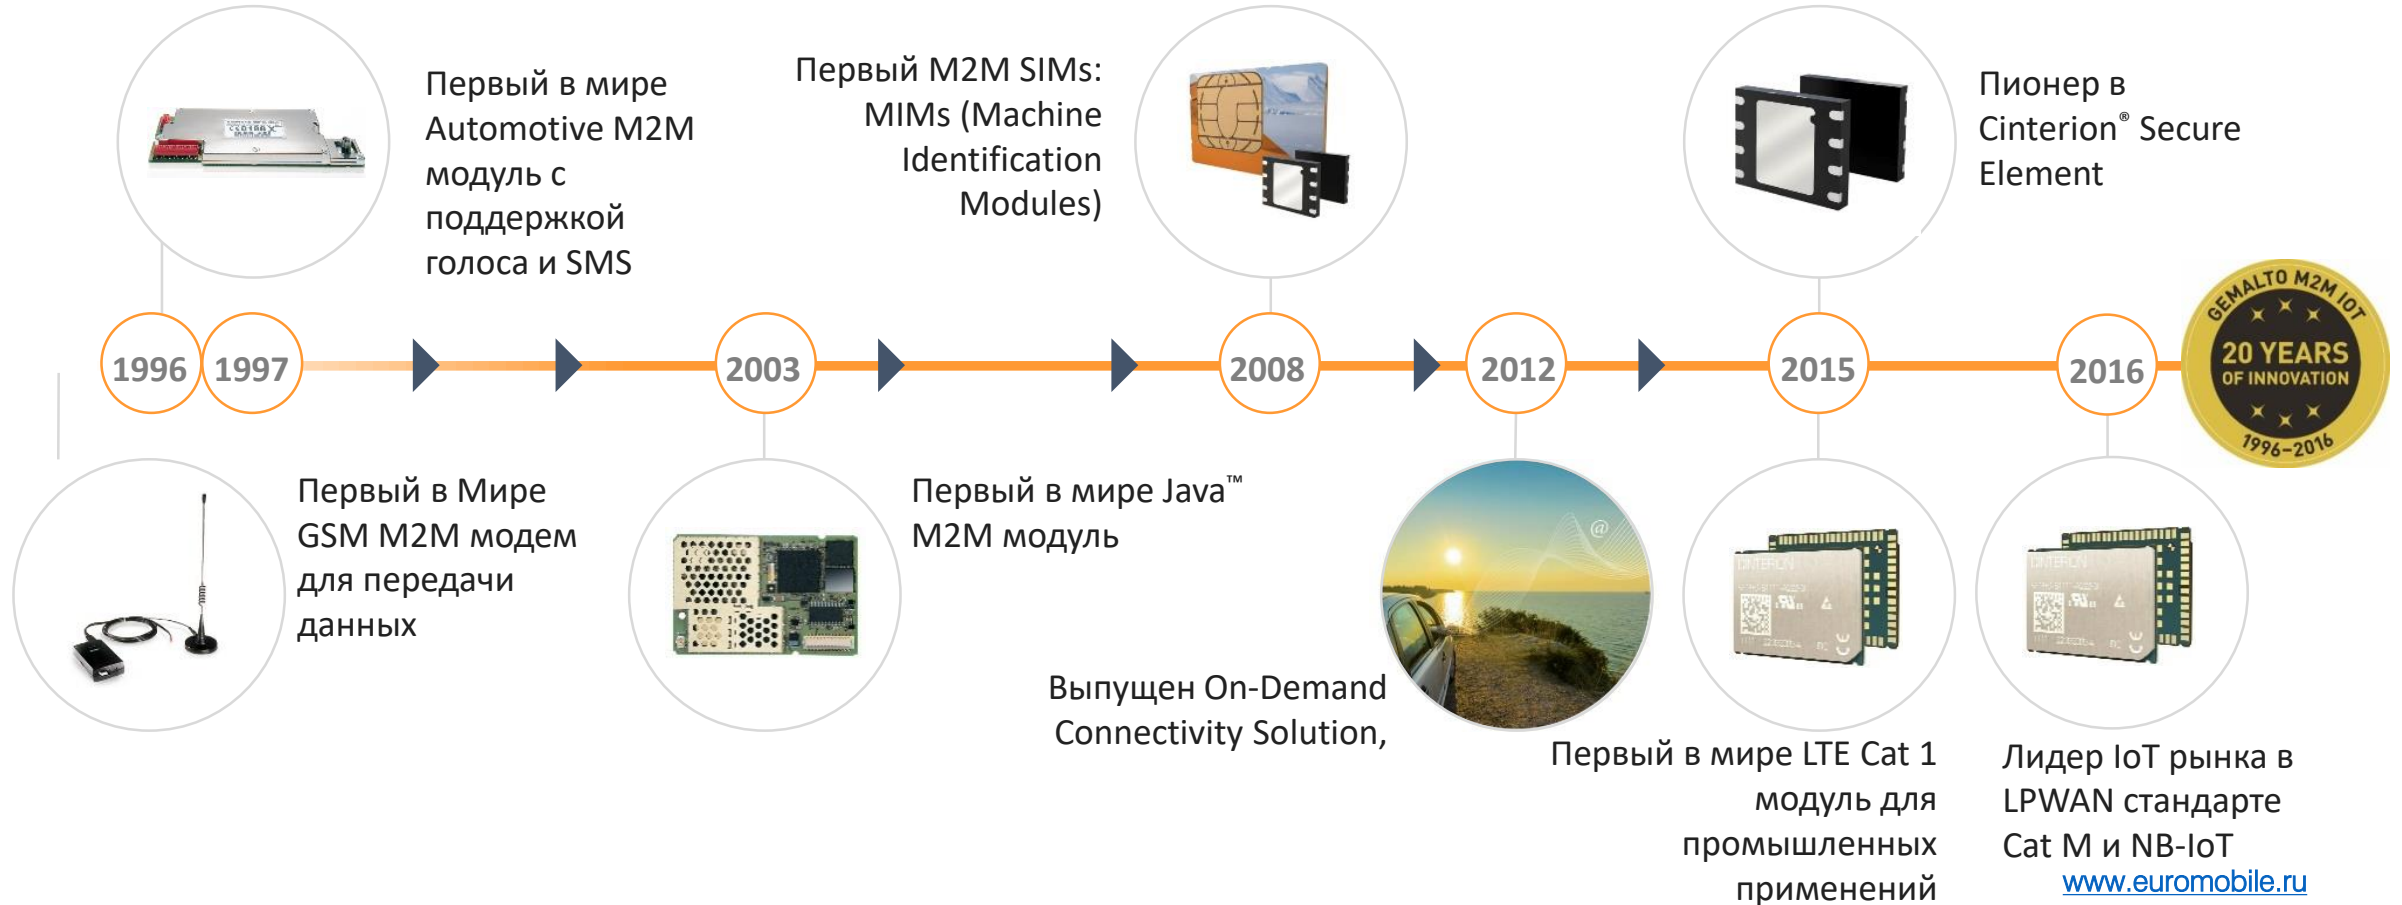 Первый в мире
Automotive M2M
модуль с
поддержкой
голоса и SMS
Первый M2M SIMs:
MIMs (Machine
Identification
Modules)
Пионер в
Cinterion® Secure
Element
1996
1997
2003
2008
2012
2015
2016
GEMALTO M2M IOT
20 YEARS
OF INNOVATION
1996-2016
Первый в Мире
GSM M2M модем
для передачи
данных
Первый в мире Java™
M2M модуль
Выпущен On-Demand
Connectivity Solution,
@
CINTERION
Первый в мире LTE Cat 1
модуль для
промышленных
применений
CINTERION
Лидер IoT рынка в
LPWAN стандарте
Cat M и NB-IoT
www.euromobile.ru